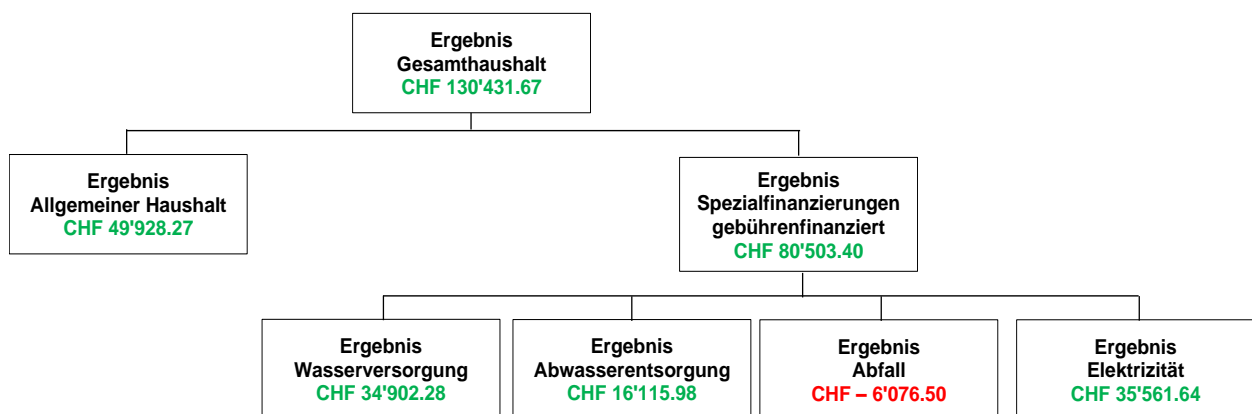 Ergebnis
Gesamthaushalt
CHF 130'431.67
Ergebnis
Allgemeiner Haushalt
CHF 49'928.27
Ergebnis
Spezialfinanzierungen
gebührenfinanziert
CHF 80'503.40
Ergebnis
Wasserversorgung
CHF 34'902.28
Ergebnis
Abwasserentsorgung
CHF 16'115.98
Ergebnis
Abfall
CHF – 6'076.50
Ergebnis
Elektrizität
CHF 35'561.64